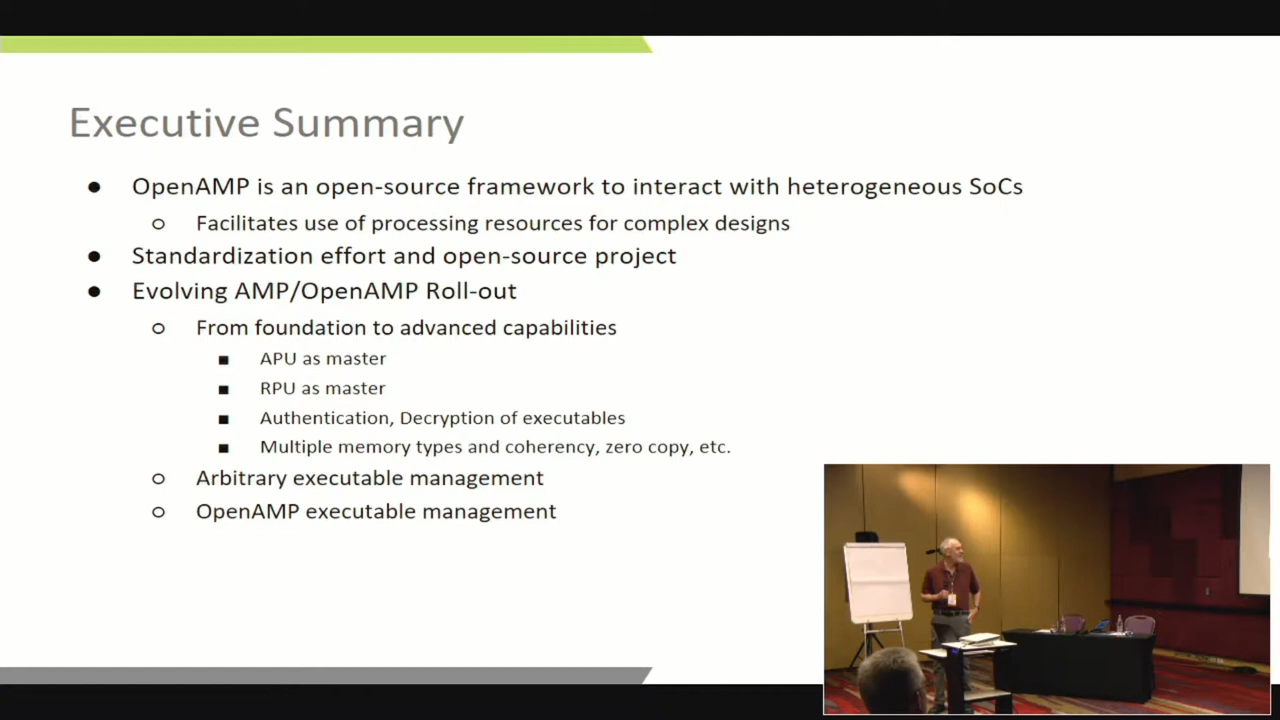 Executive Summary
● OpenAMP is an open-source framework to interact with heterogeneous SoCs
○ Facilitates use of processing resources for complex designs
● Standardization effort and open-source project
● Evolving AMP/OpenAMP Roll-out
○ From foundation to advanced capabilities
■ APU as master
■ RPU as master
■ Authentication, Decryption of executables
■ Multiple memory types and coherency, zero copy, etc.
○ Arbitrary executable management
○ OpenAMP executable management